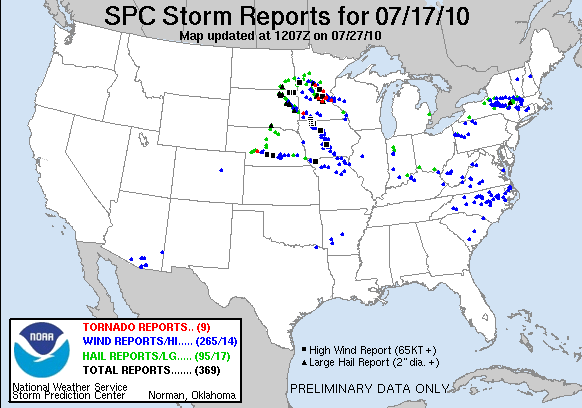 SPC Storm Reports for 07/17/10
Map updated at 1207Z on 07/27/10
NOAA
TORNADO REPORTS.. (9)
WIND REPORTS/HI..... (265/14)
HAIL REPORTS/LG..... (95/17)
TOTAL REPORTS....... (369)
National Weather Service
Storm Prediction Center Norman, Oklahoma
High Wind Report (65KT +)
Large Hail Report (2" dia. +)
PRELIMINARY DATA ONLY